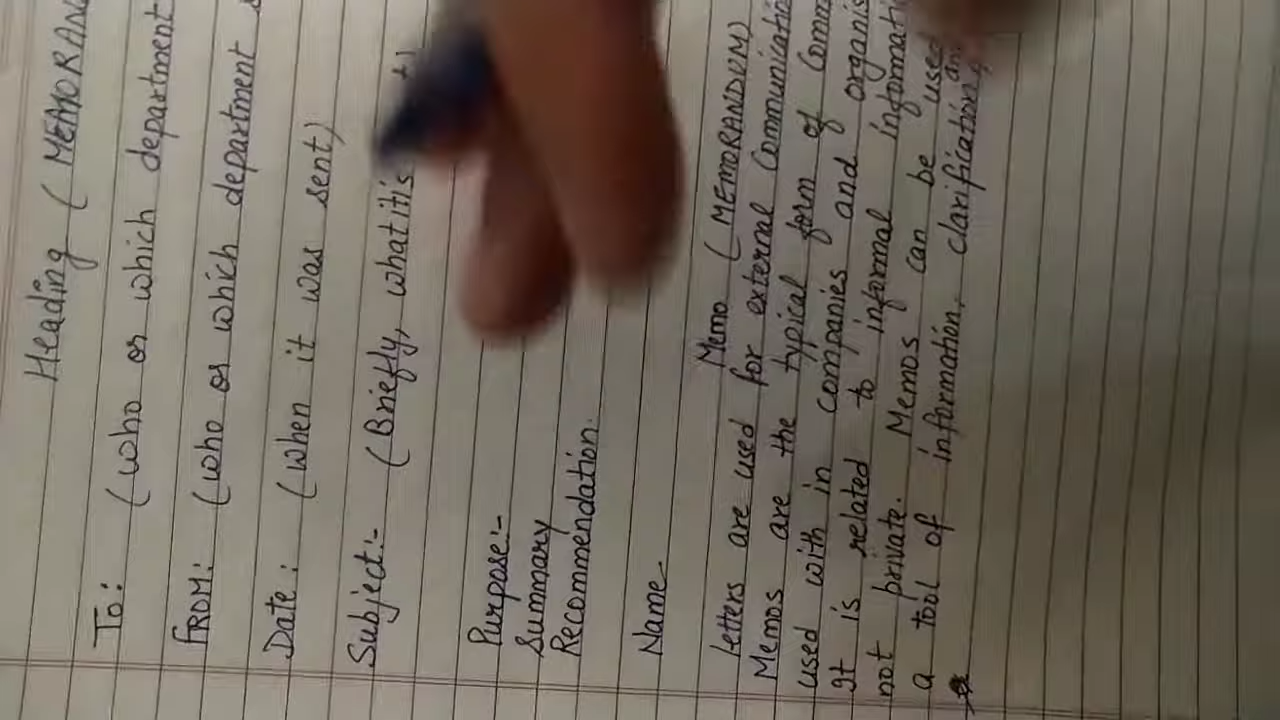 Heading ( MEMORAN
To: ( who or which department
FROM: (who or which department
Date: (when it was sent)
Subject:- (Briefly, what it is
Purpose:-
Summary
Recommendation.
Name
Memo (MEMORANDUM)
Letters are used for external Communicatio
Memos are the typical form of Comm
used with in companies and organis
It is related to informal informati
not private. Memos can be used
a tool of information, clarification and